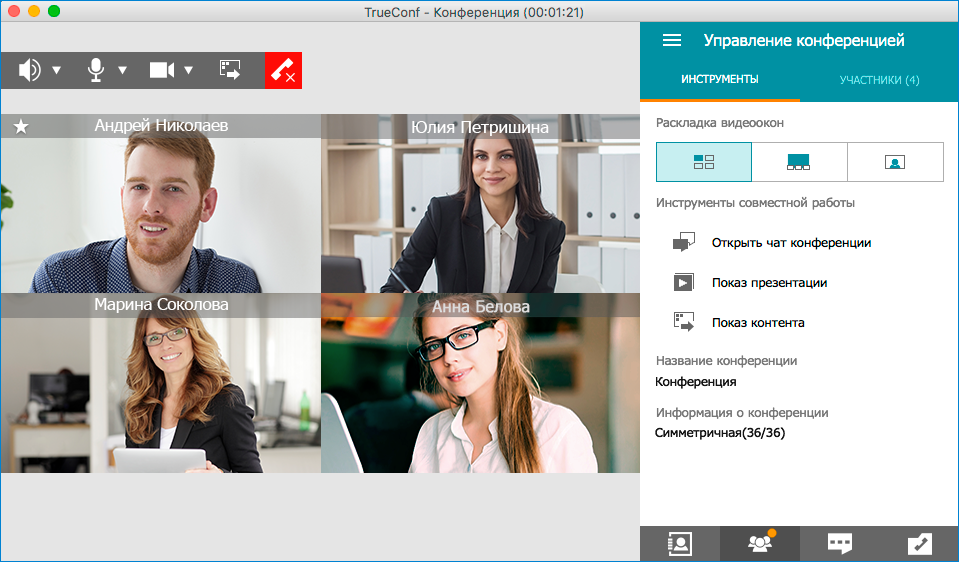 TrueConf - Конференция (00:01:21)
Управление конференцией
ИНСТРУМЕНТЫ
УЧАСТНИКИ (4)
Андрей Николаев
Юлия Петришина
Марина Соколова
Анна Белова
Раскладка видеоокон
Инструменты совместной работы
Открыть чат конференции
Показ презентации
Показ контента
Название конференции
Конференция
Информация о конференции
Симметричная(36/36)